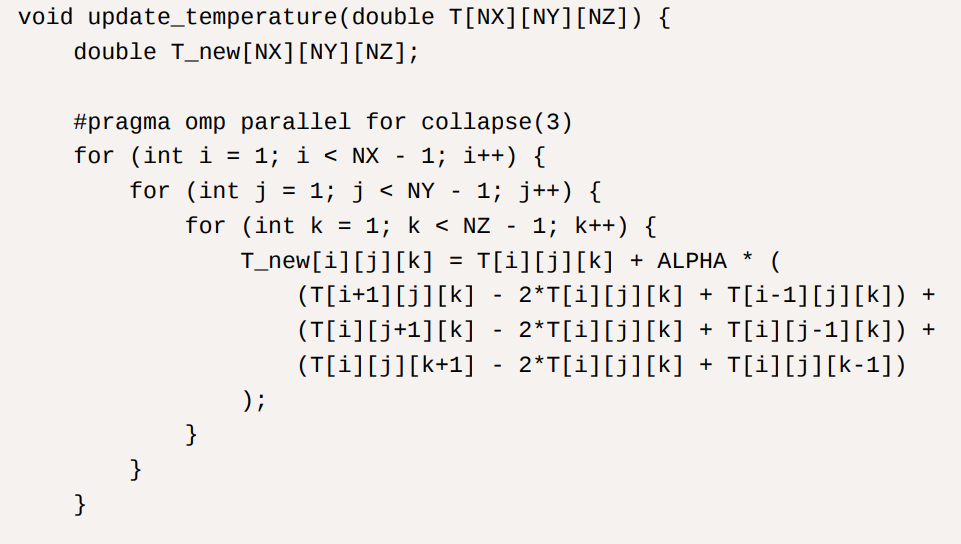 void update_temperature(double T[NX][NY][NZ]) {
    double T_new[NX][NY][NZ];

    #pragma omp parallel for collapse(3)
    for (int i = 1; i < NX - 1; i++) {
        for (int j = 1; j < NY - 1; j++) {
            for (int k = 1; k < NZ - 1; k++) {
                T_new[i][j][k] = T[i][j][k] + ALPHA * (
                    (T[i+1][j][k] - 2*T[i][j][k] + T[i-1][j][k]) +
                    (T[i][j+1][k] - 2*T[i][j][k] + T[i][j-1][k]) +
                    (T[i][j][k+1] - 2*T[i][j][k] + T[i][j][k-1])
                );
            }
        }
    }